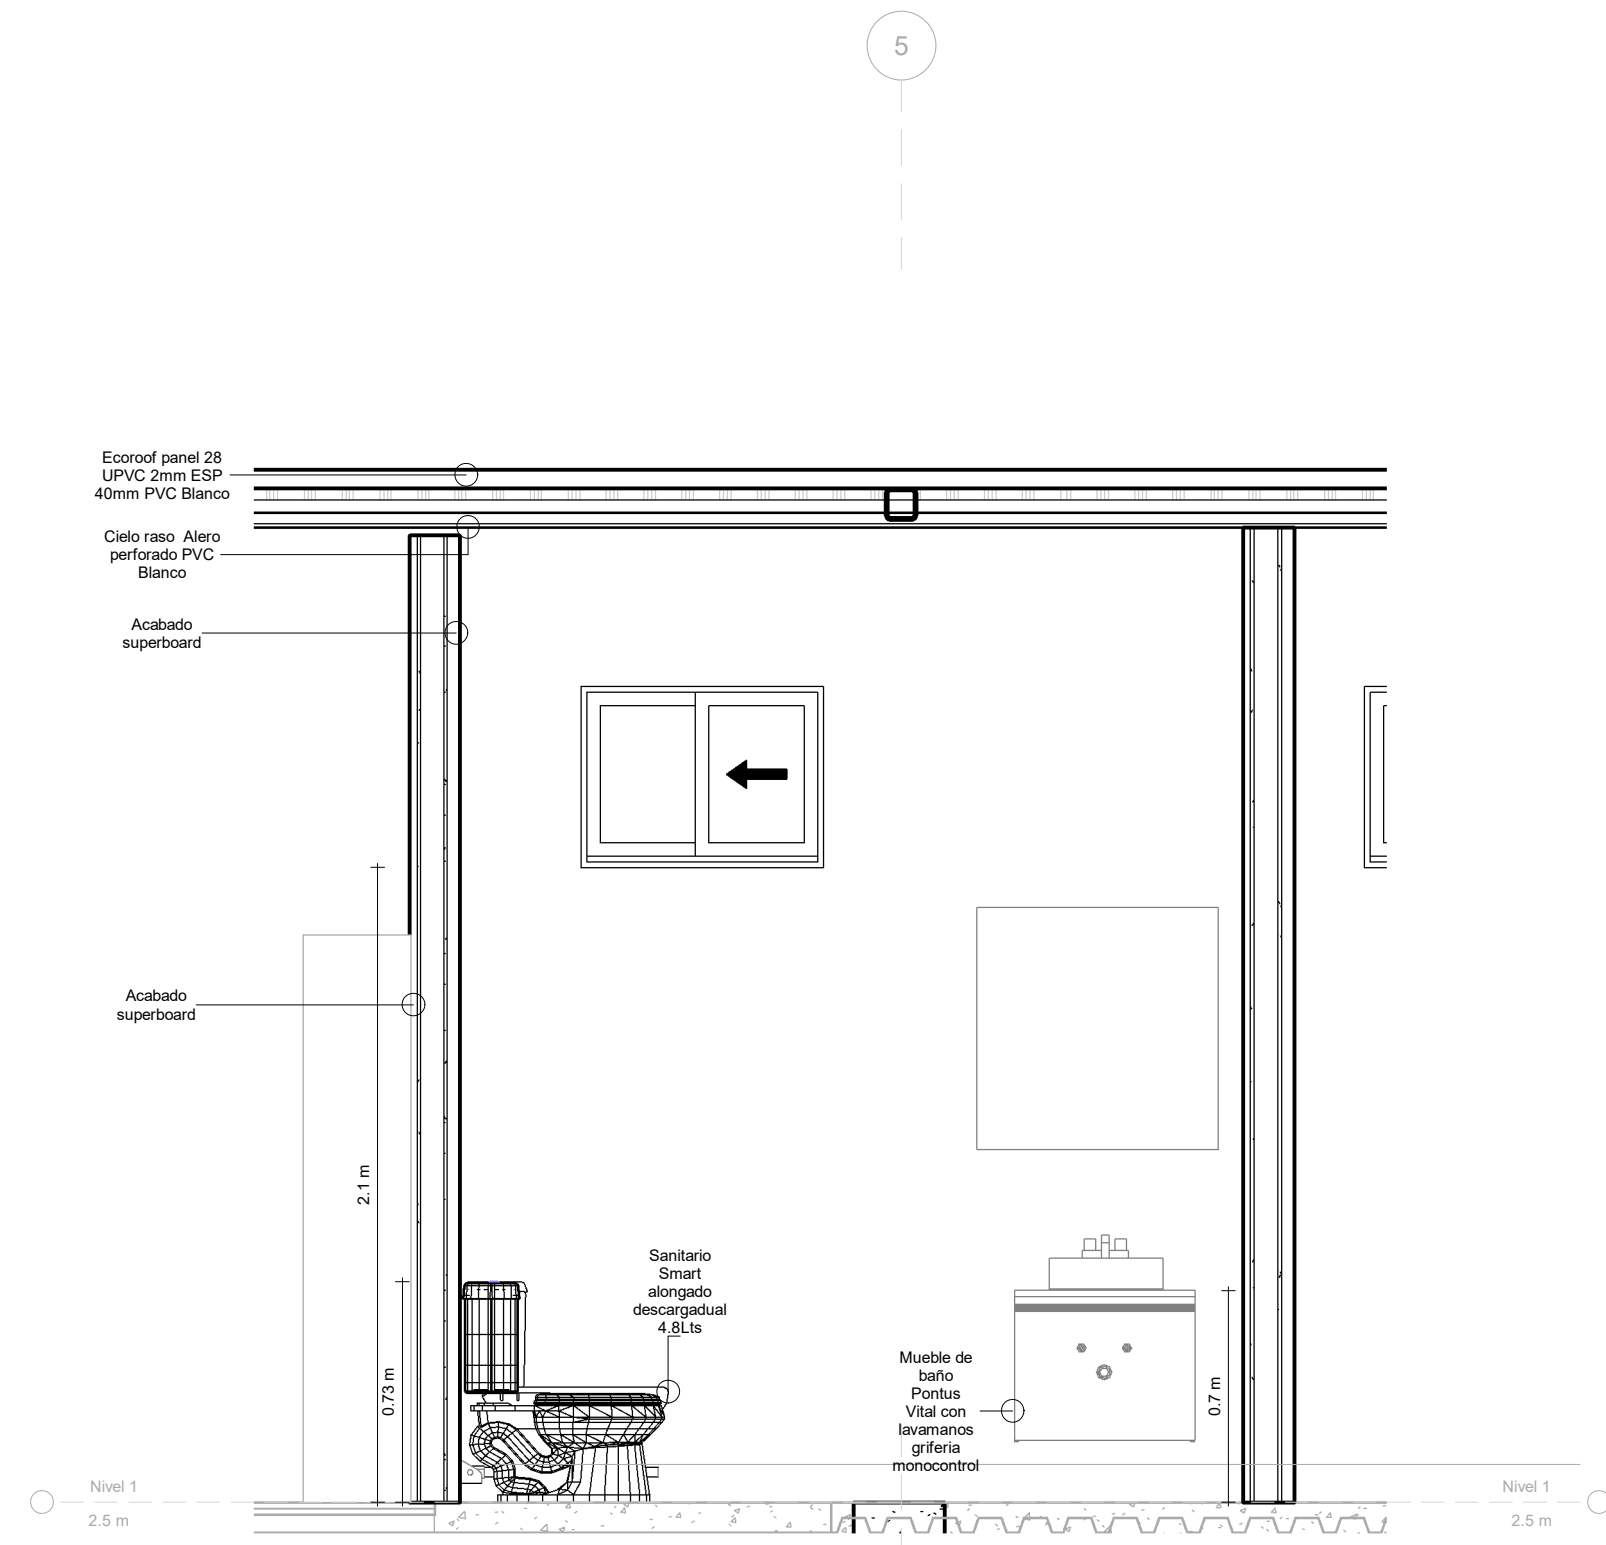 5
Ecoroof panel 28
UPVC 2mm ESP
40mm PVC Blanco
Cielo raso  Alero
perforado PVC
Blanco
Acabado
superboard
Acabado
superboard
2.1 m
0.73 m
Sanitario
Smart
alongado
descargadual
4.8Lts
Mueble de
baño
Pontus
Vital con
lavamanos
griferia
monocontrol
0.7 m
Nivel 1
2.5 m
Nivel 1
2.5 m